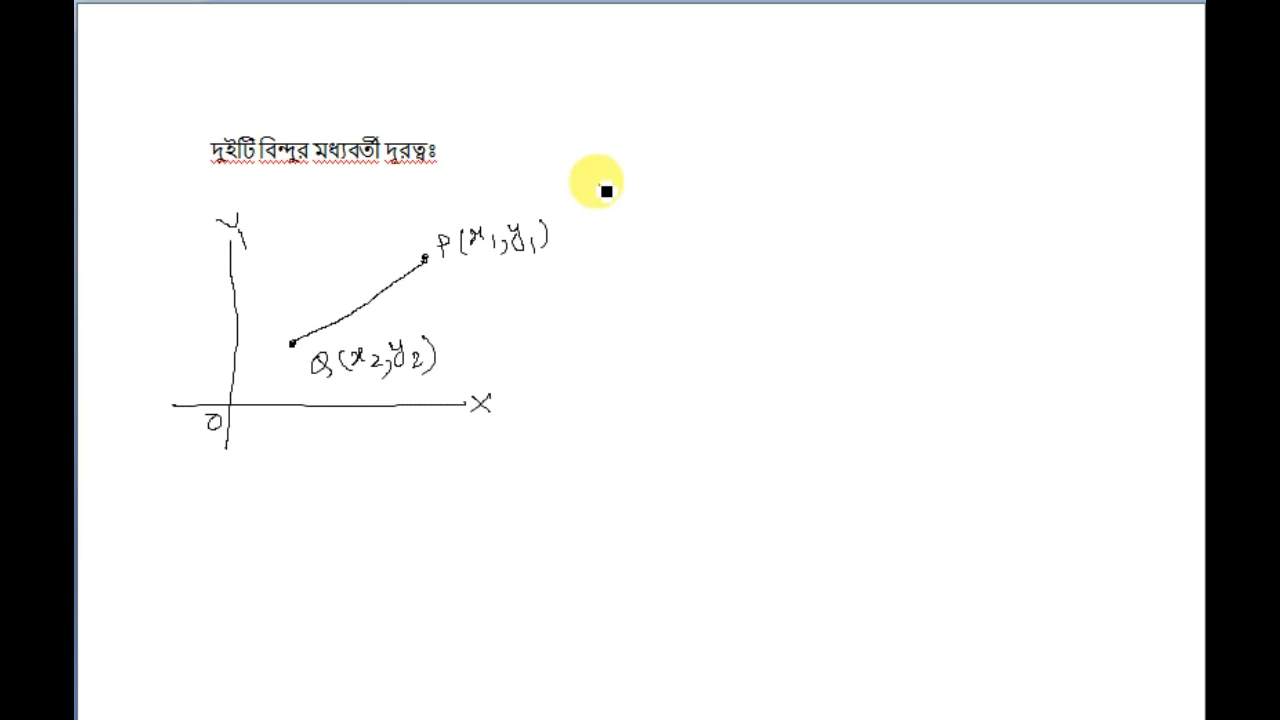 দুইটি বিন্দুর মধ্যবর্তী দূরত্বঃ
Y
P(x₁,y₁)
Q(x₂,y₂)
X
O